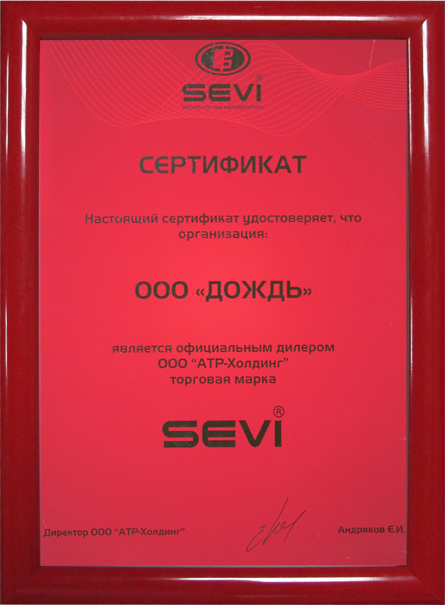 SEVI®
СЕРТИФИКАТ
Настоящий сертификат удостоверяет, что
организация:
ООО «ДОЖДЬ»
является официальным дилером
ООО "АТР-Холдинг"
торговая марка
SEVI®
Директор ООО "АТР-Холдинг"
Андряков Е.И.